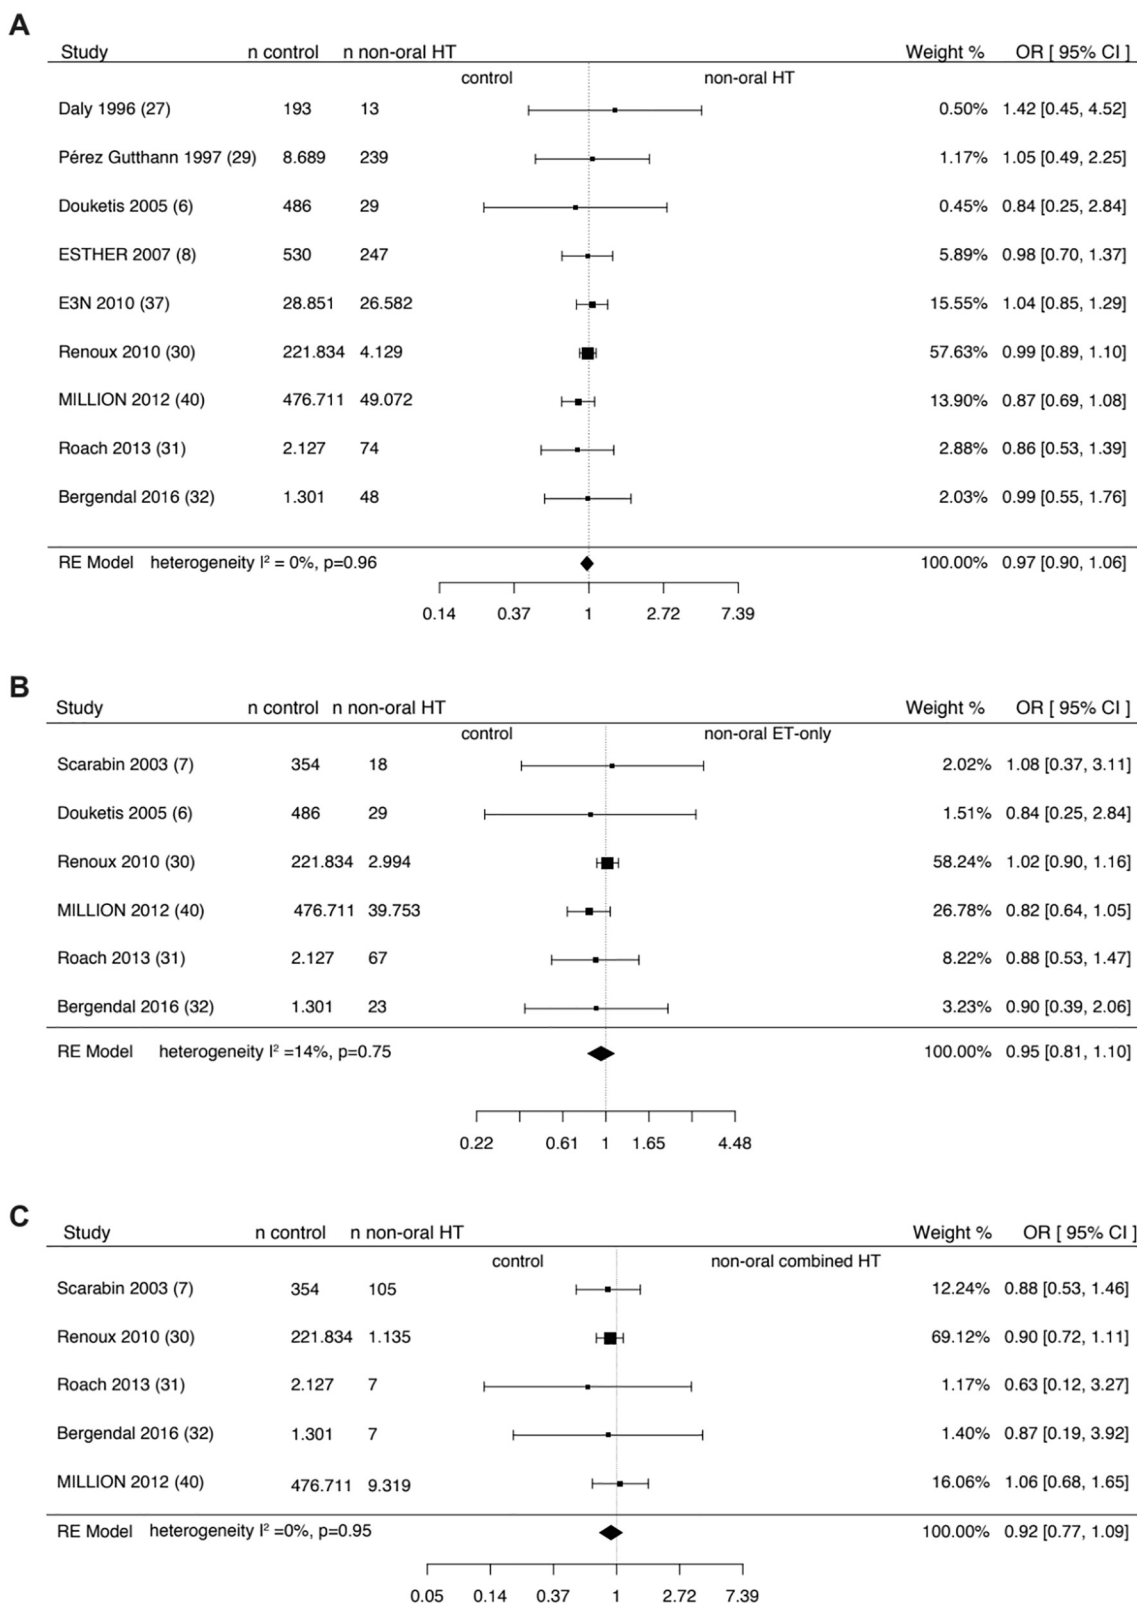 A
Study n control n non-oral HT Weight % OR [ 95% CI ]
control non-oral HT
Daly 1996 (27) 193 13 0.50% 1.42 [0.45, 4.52]
Pérez Gutthann 1997 (29) 8.689 239 1.17% 1.05 [0.49, 2.25]
Douketis 2005 (6) 486 29 0.45% 0.84 [0.25, 2.84]
ESTHER 2007 (8) 530 247 5.89% 0.98 [0.70, 1.37]
E3N 2010 (37) 28.851 26.582 15.55% 1.04 [0.85, 1.29]
Renoux 2010 (30) 221.834 4.129 57.63% 0.99 [0.89, 1.10]
MILLION 2012 (40) 476.711 49.072 13.90% 0.87 [0.69, 1.08]
Roach 2013 (31) 2.127 74 2.88% 0.86 [0.53, 1.39]
Bergendal 2016 (32) 1.301 48 2.03% 0.99 [0.55, 1.76]
RE Model heterogeneity I² = 0%, p=0.96 100.00% 0.97 [0.90, 1.06]
0.14 0.37 1 2.72 7.39
B
Study n control n non-oral HT Weight % OR [ 95% CI ]
control non-oral ET-only
Scarabin 2003 (7) 354 18 2.02% 1.08 [0.37, 3.11]
Douketis 2005 (6) 486 29 1.51% 0.84 [0.25, 2.84]
Renoux 2010 (30) 221.834 2.994 58.24% 1.02 [0.90, 1.16]
MILLION 2012 (40) 476.711 39.753 26.78% 0.82 [0.64, 1.05]
Roach 2013 (31) 2.127 67 8.22% 0.88 [0.53, 1.47]
Bergendal 2016 (32) 1.301 23 3.23% 0.90 [0.39, 2.06]
RE Model heterogeneity I² =14%, p=0.75 100.00% 0.95 [0.81, 1.10]
0.22 0.61 1 1.65 4.48
C
Study n control n non-oral HT Weight % OR [ 95% CI ]
control non-oral combined HT
Scarabin 2003 (7) 354 105 12.24% 0.88 [0.53, 1.46]
Renoux 2010 (30) 221.834 1.135 69.12% 0.90 [0.72, 1.11]
Roach 2013 (31) 2.127 7 1.17% 0.63 [0.12, 3.27]
Bergendal 2016 (32) 1.301 7 1.40% 0.87 [0.19, 3.92]
MILLION 2012 (40) 476.711 9.319 16.06% 1.06 [0.68, 1.65]
RE Model heterogeneity I² =0%, p=0.95 100.00% 0.92 [0.77, 1.09]
0.05 0.14 0.37 1 2.72 7.39